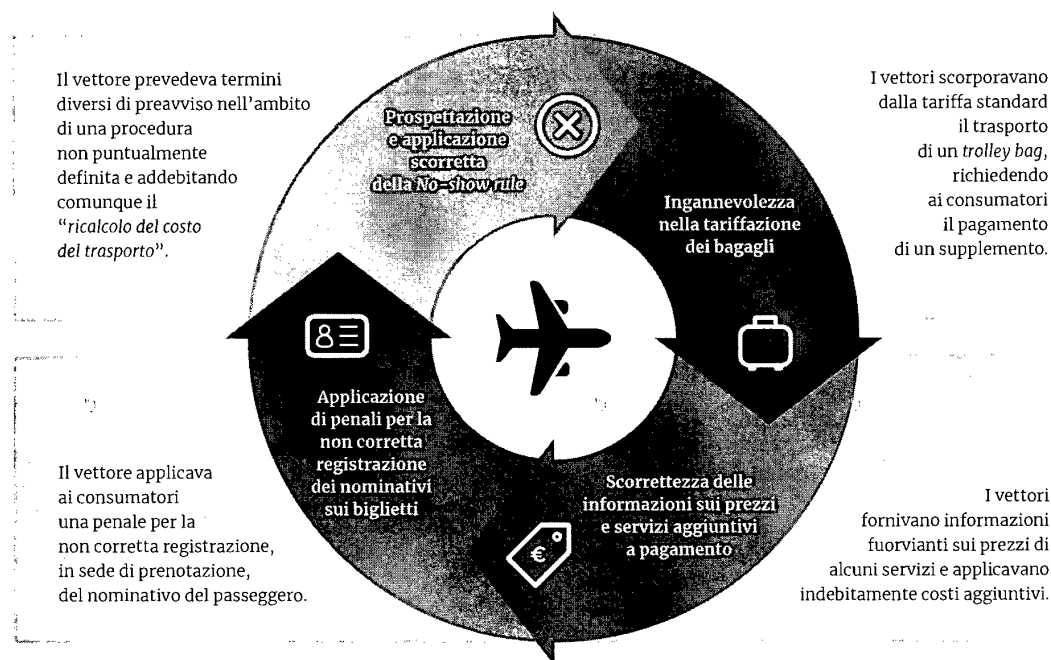 Il vettore prevedeva termini
diversi di preavviso nell'ambito
di una procedura
non puntualmente
definita e addebitando
comunque il
“ricalcolo del costo
del trasporto”.
Prospettazione
e applicazione
scorretta
della No-show rule
Ingannevolezza
nella tariffazione
dei bagagli
I vettori scorporavano
dalla tariffa standard
il trasporto
di un trolley bag,
richiedendo
ai consumatori
il pagamento
di un supplemento.
Applicazione
di penali per la
non corretta
registrazione
dei nominativi
sui biglietti
Scorrettezza delle
informazioni sui prezzi
e servizi aggiuntivi
a pagamento
€
Il vettore applicava
ai consumatori
una penale per la
non corretta registrazione,
in sede di prenotazione,
del nominativo del passeggero.
I vettori
fornivano informazioni
fuorvianti sui prezzi di
alcuni servizi e applicavano
indebitamente costi aggiuntivi.